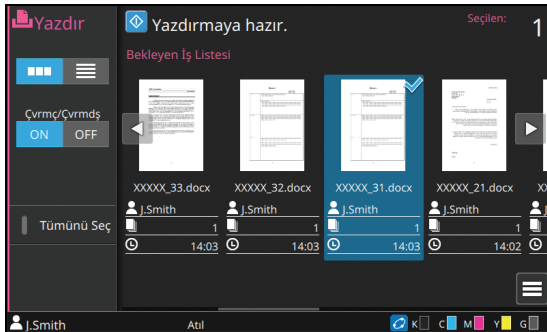 Yazdır
Yazdırmaya hazır.
Seçilen:
1
Bekleyen İş Listesi
Çvrmç/Çvrmdş
ON OFF
Tümünü Seç
XXXXX_33.docx
J.Smith
1
14:03
XXXXX_32.docx
J.Smith
1
14:03
XXXXX_31.docx
J.Smith
1
14:03
XXXXX_21.docx
J.Smith
1
14:02
X
J.Smith
Atıl
K C M Y G